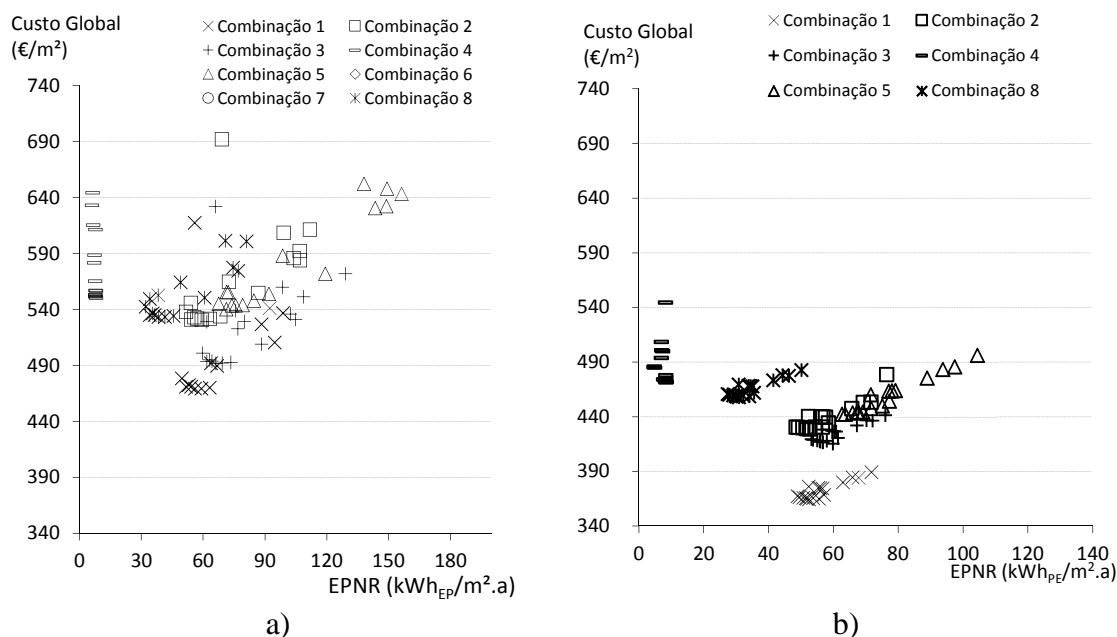 Custo Global
(€/m²)
Combinação 1
Combinação 2
Combinação 3
Combinação 4
Combinação 5
Combinação 6
Combinação 7
Combinação 8
740
690
640
590
540
490
440
390
340
0 30 60 90 120 150 180
EPNR (kWh_EP/m².a)
a)
Custo Global
(€/m²)
Combinação 1
Combinação 2
Combinação 3
Combinação 4
Combinação 5
Combinação 8
740
690
640
590
540
490
440
390
340
0 20 40 60 80 100 120 140
EPNR (kWh_PE/m².a)
b)